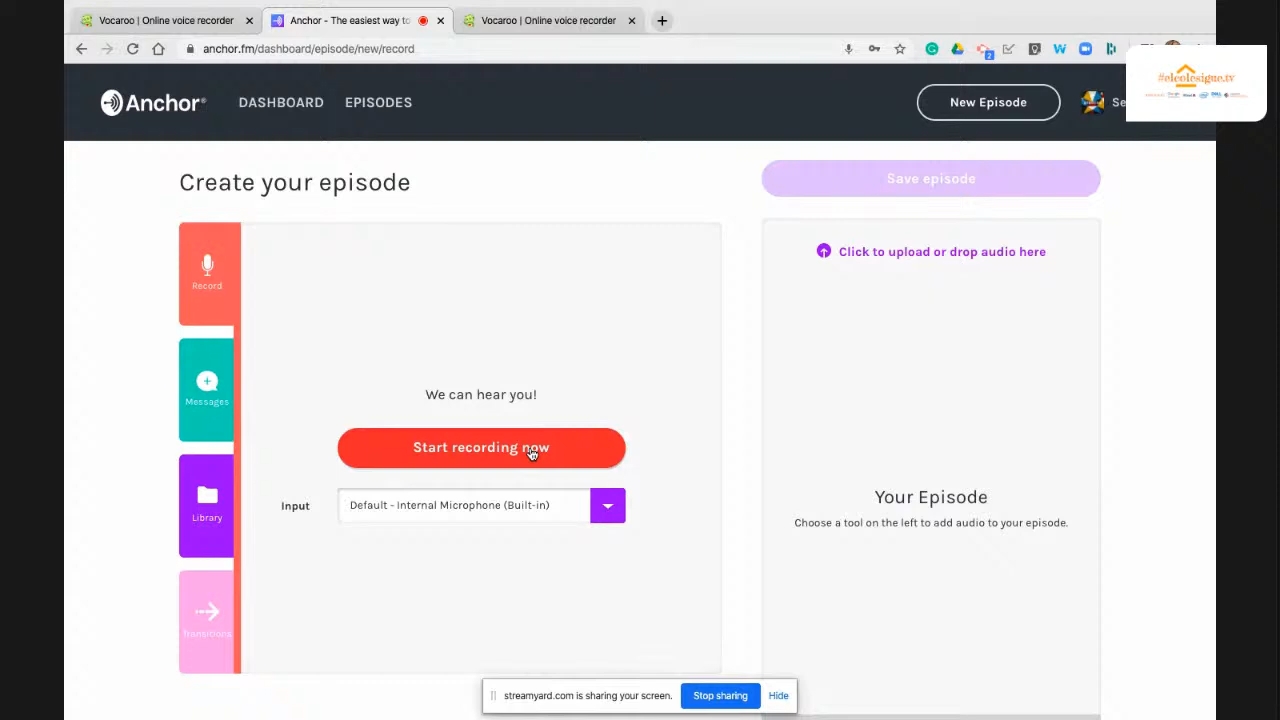 Vocaroo | Online voice recorder
Anchor - The easiest way to
Vocaroo | Online voice recorder
anchor.fm/dashboard/episode/new/record
#elcolesigue.tv
Anchor
DASHBOARD
EPISODES
New Episode
Se
Create your episode
Save episode
Record
Click to upload or drop audio here
Messages
We can hear you!
Start recording now
Library
Input
Default - Internal Microphone (Built-in)
Your Episode
Choose a tool on the left to add audio to your episode.
Transitions
streamyard.com is sharing your screen.
Stop sharing
Hide